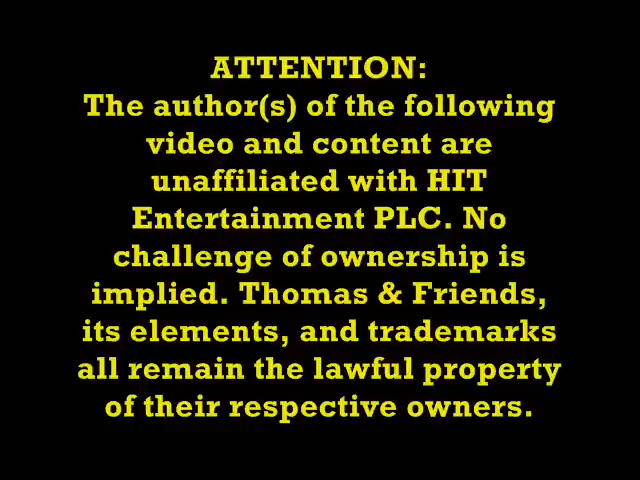 ATTENTION:
The author(s) of the following
video and content are
unaffiliated with HIT
Entertainment PLC. No
challenge of ownership is
implied. Thomas & Friends,
its elements, and trademarks
all remain the lawful property
of their respective owners.